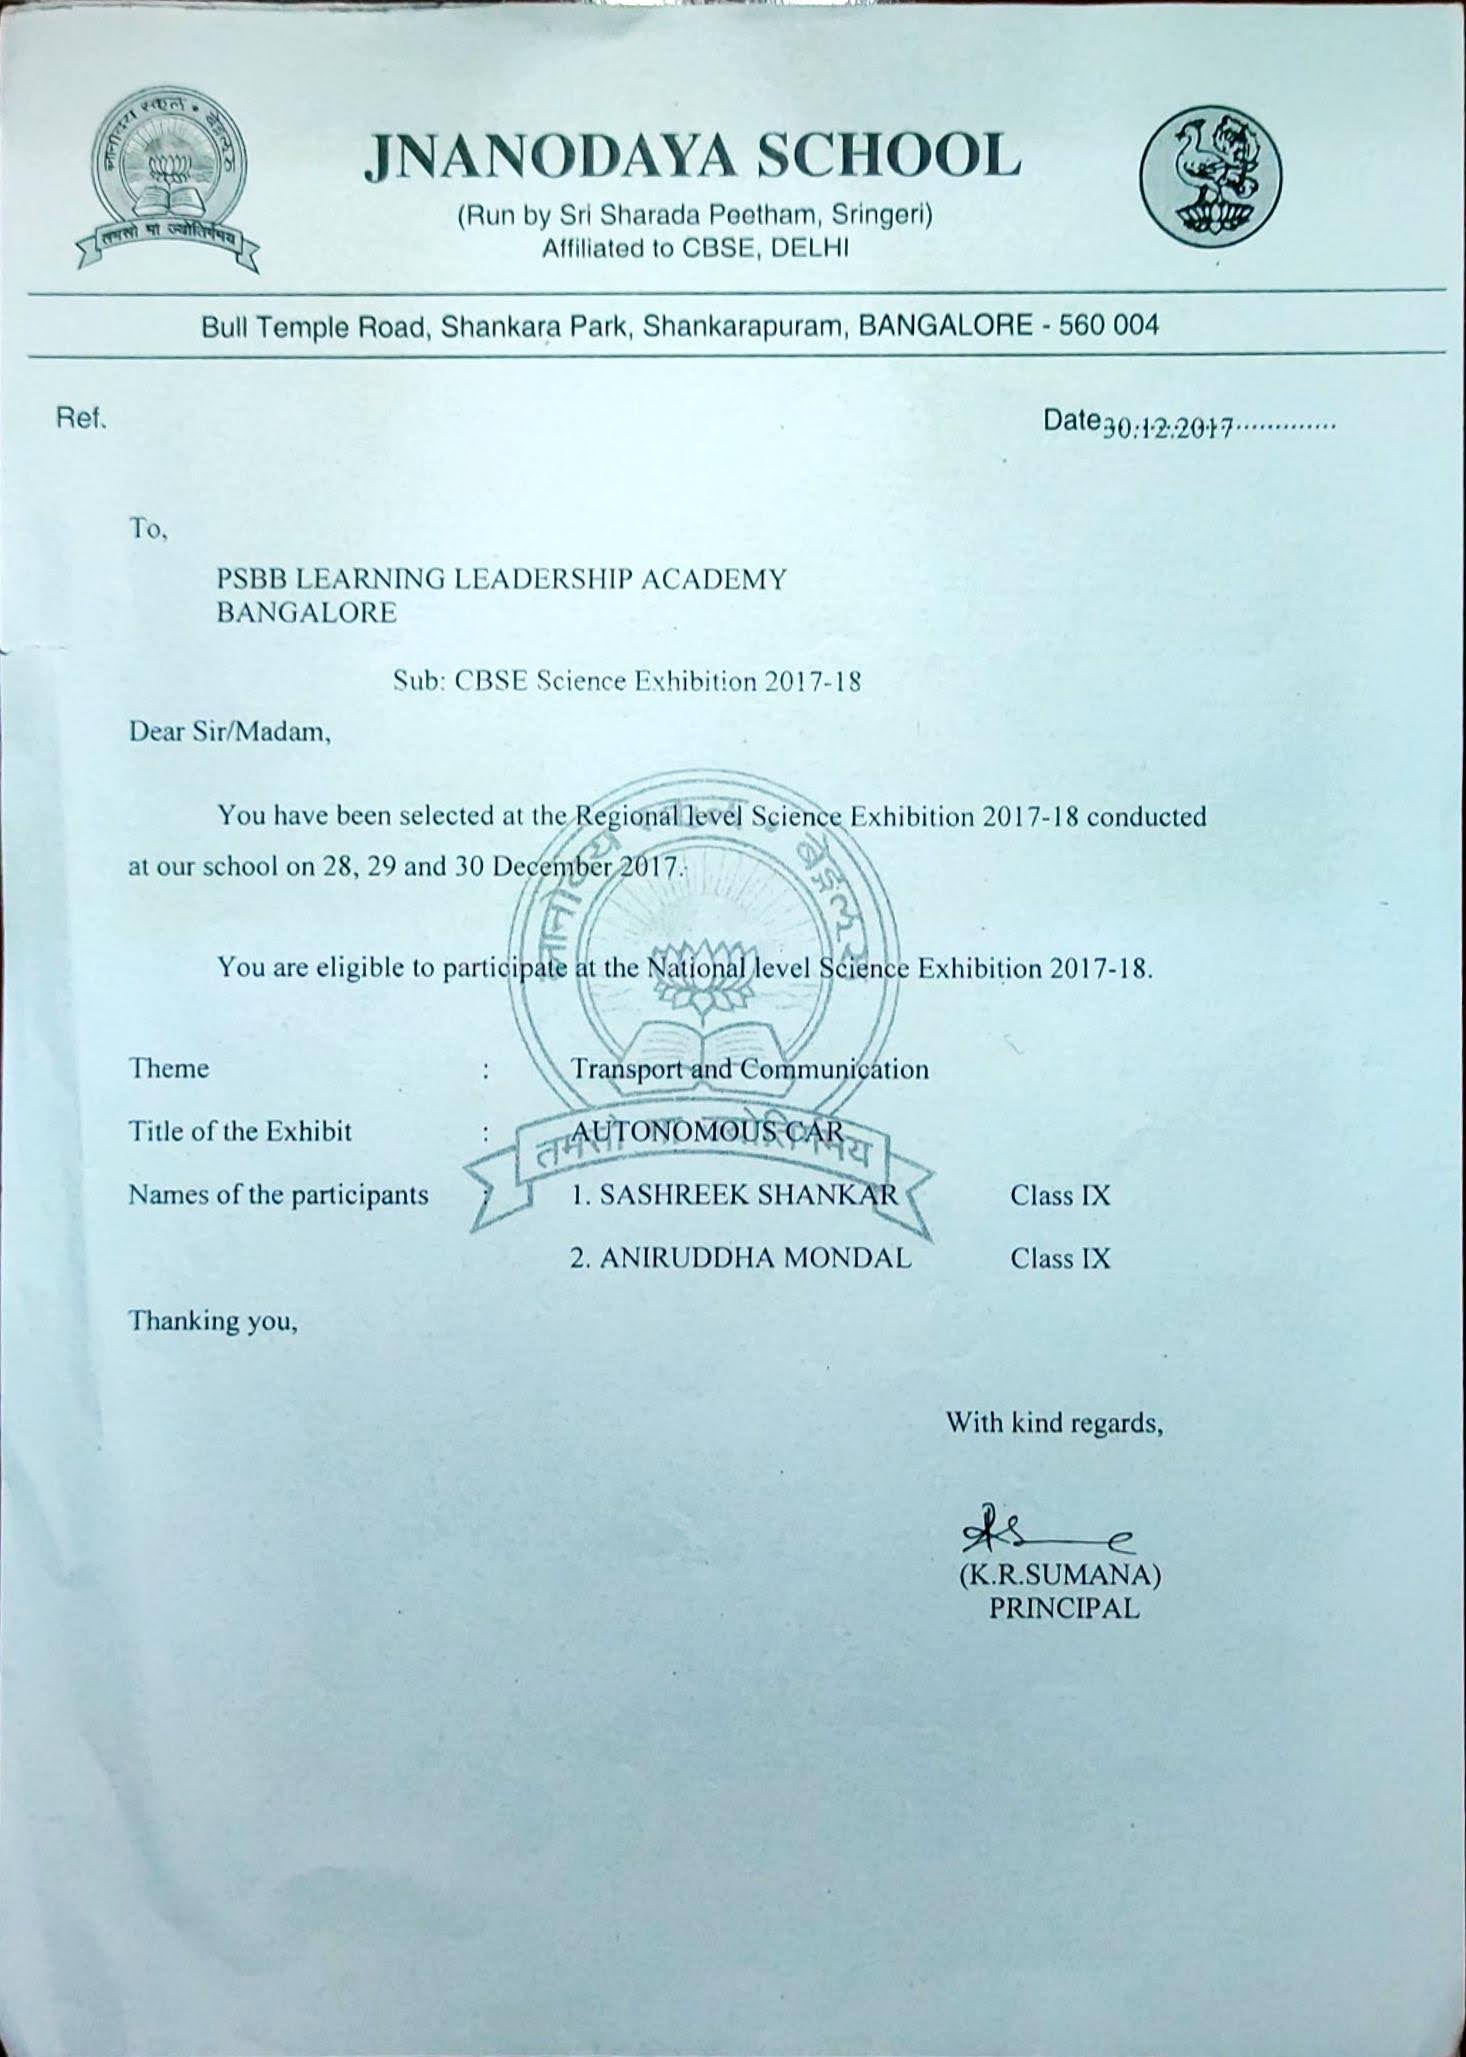 ज्ञानोदय स्कूल • बेंगलूरु
तमसो मा ज्योतिर्गमय
JNANODAYA SCHOOL
(Run by Sri Sharada Peetham, Sringeri)
Affiliated to CBSE, DELHI
Bull Temple Road, Shankara Park, Shankarapuram, BANGALORE - 560 004
Ref.
Date 30.12.2017
To,
PSBB LEARNING LEADERSHIP ACADEMY
BANGALORE
Sub: CBSE Science Exhibition 2017-18
Dear Sir/Madam,
You have been selected at the Regional level Science Exhibition 2017-18 conducted
at our school on 28, 29 and 30 December 2017.
You are eligible to participate at the National level Science Exhibition 2017-18.
Theme : Transport and Communication
Title of the Exhibit : AUTONOMOUS CAR
Names of the participants : 1. SASHREEK SHANKAR Class IX
2. ANIRUDDHA MONDAL Class IX
Thanking you,
With kind regards,
(K.R.SUMANA)
PRINCIPAL